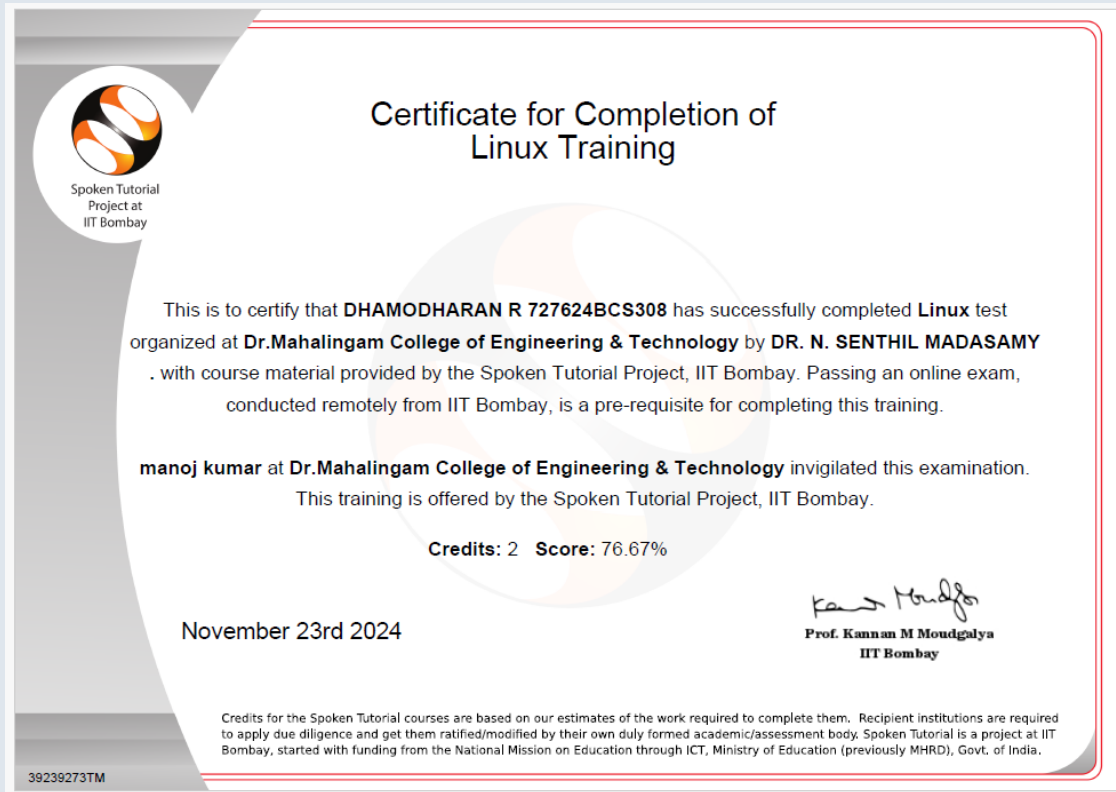 Spoken Tutorial
Project at
IIT Bombay
Certificate for Completion of
Linux Training
This is to certify that DHAMODHARAN R 727624BCS308 has successfully completed Linux test
organized at Dr.Mahalingam College of Engineering & Technology by DR. N. SENTHIL MADASAMY
. with course material provided by the Spoken Tutorial Project, IIT Bombay. Passing an online exam,
conducted remotely from IIT Bombay, is a pre-requisite for completing this training.
manoj kumar at Dr.Mahalingam College of Engineering & Technology invigilated this examination.
This training is offered by the Spoken Tutorial Project, IIT Bombay.
Credits: 2 Score: 76.67%
November 23rd 2024
Prof. Kannan M Moudgalya
IIT Bombay
Credits for the Spoken Tutorial courses are based on our estimates of the work required to complete them. Recipient institutions are required
to apply due diligence and get them ratified/modified by their own duly formed academic/assessment body. Spoken Tutorial is a project at IIT
Bombay, started with funding from the National Mission on Education through ICT, Ministry of Education (previously MHRD), Govt. of India.
39239273TM